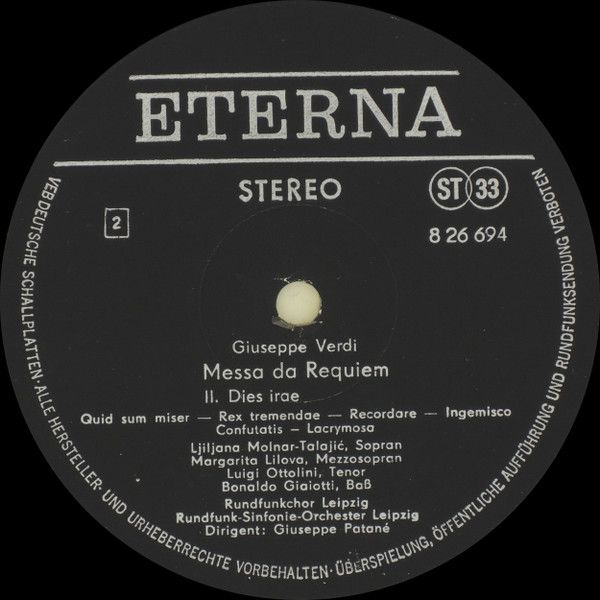 ETERNA
STEREO
ST 33
2
8 26 694
Giuseppe Verdi
Messa da Requiem
II. Dies irae
Quid sum miser — Rex tremendae — Recordare — Ingemisco
Confutatis — Lacrymosa
Ljiljana Molnar-Talajić, Sopran
Margarita Lilova, Mezzosopran
Luigi Ottolini, Tenor
Bonaldo Giaiotti, Baß
Rundfunkchor Leipzig
Rundfunk-Sinfonie-Orchester Leipzig
Dirigent: Giuseppe Patané
VEB DEUTSCHE SCHALLPLATTEN · ALLE HERSTELLER- UND URHEBERRECHTE VORBEHALTEN · ÜBERSPIELUNG, ÖFFENTLICHE AUFFÜHRUNG UND RUNDFUNKSENDUNG VERBOTEN